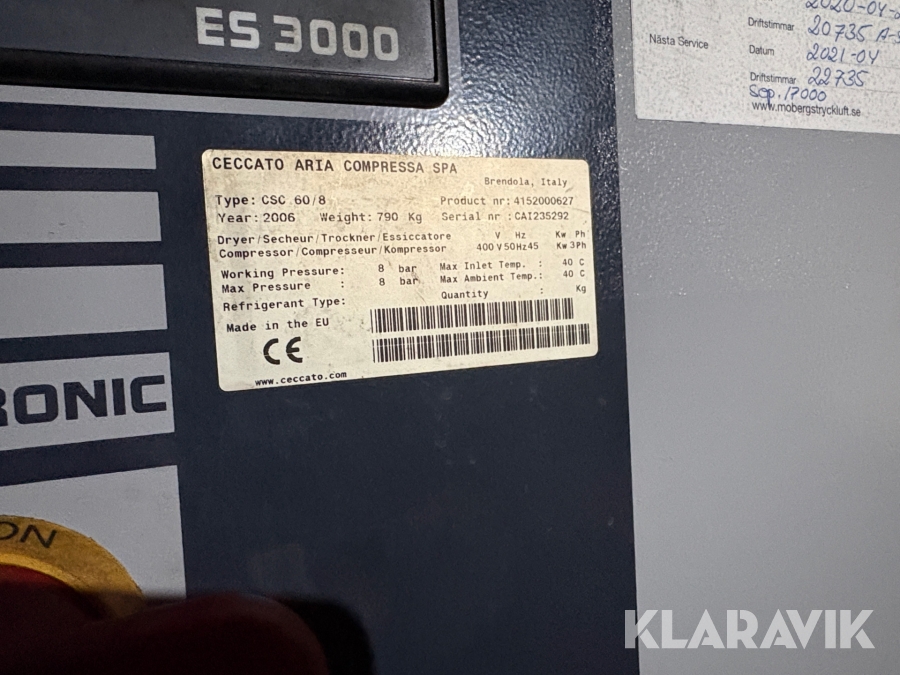 ES 3000
Driftstimmar 20735
Nästa Service
Datum 2021-04
Driftstimmar 22735
Sep. 17000
www.mobergstryckluft.se
CECCATO ARIA COMPRESSA SPA
Brendola, Italy
Type: CSC 60/8 Product nr: 4152000627
Year: 2006 Weight: 790 Kg Serial nr : CAI235292
Dryer/Secheur/Trockner/Essiccatore V Hz Kw Ph
Compressor/Compresseur/Kompressor 400 V 50Hz 45 Kw 3Ph
Working Pressure: 8 bar Max Inlet Temp. : 40 C
Max Pressure : 8 bar Max Ambient Temp.: 40 C
Refrigerant Type: Quantity : Kg
Made in the EU
CE
www.ceccato.com
RONIC
ON
KLARAVIK